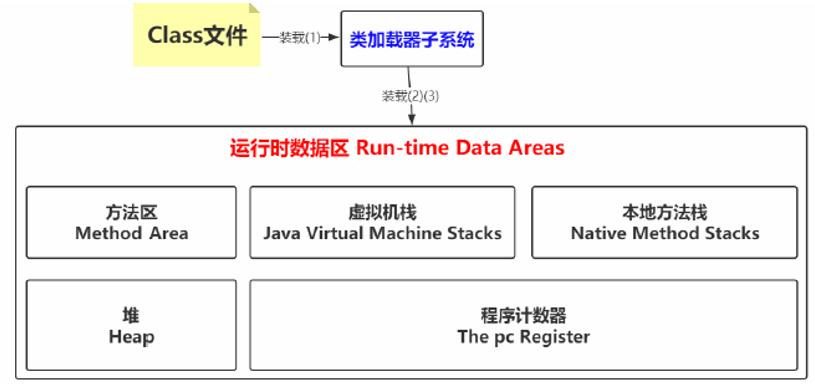 Class文件
装载(1)
类加载器子系统
装载(2)(3)
运行时数据区 Run-time Data Areas
方法区
Method Area
虚拟机栈
Java Virtual Machine Stacks
本地方法栈
Native Method Stacks
堆
Heap
程序计数器
The pc Register